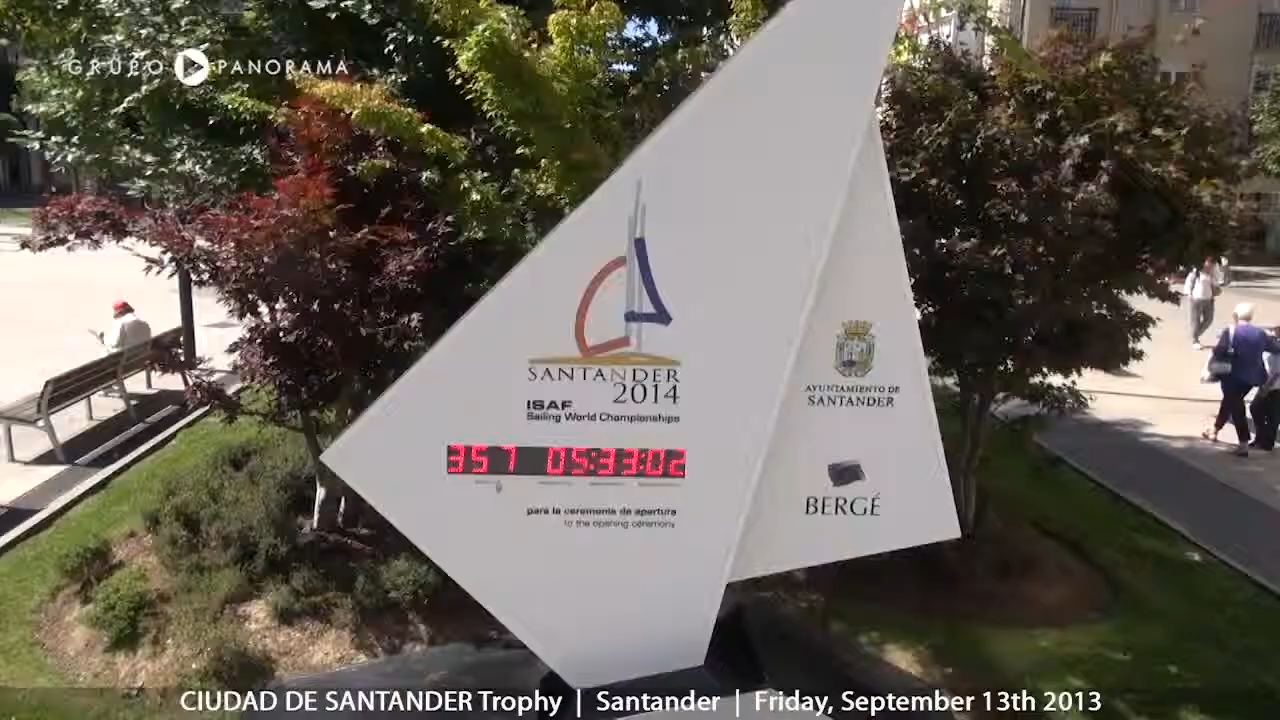 GRUPO PANORAMA
SANTANDER
2014
ISAF
Sailing World Championships
357 05:33:02
para la ceremonia de apertura
to the opening ceremony
AYUNTAMIENTO DE
SANTANDER
BERGÉ
CIUDAD DE SANTANDER Trophy | Santander | Friday, September 13th 2013